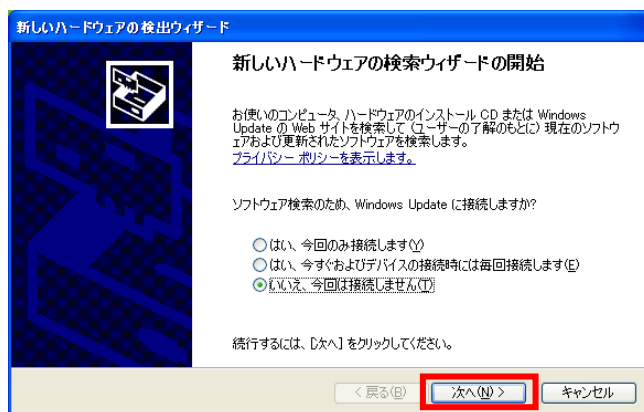 新しいハードウェアの検出ウィザード
新しいハードウェアの検索ウィザードの開始
お使いのコンピュータ、ハードウェアのインストール CD または Windows
Update の Web サイトを検索して (ユーザーの了解のもとに) 現在のソフトウ
ェアおよび更新されたソフトウェアを検索します。
プライバシー ポリシーを表示します。
ソフトウェア検索のため、Windows Update に接続しますか?
はい、今回のみ接続します(Y)
はい、今すぐおよびデバイスの接続時には毎回接続します(E)
いいえ、今回は接続しません(T)
続行するには、[次へ] をクリックしてください。
< 戻る(B)
次へ(N) >
キャンセル